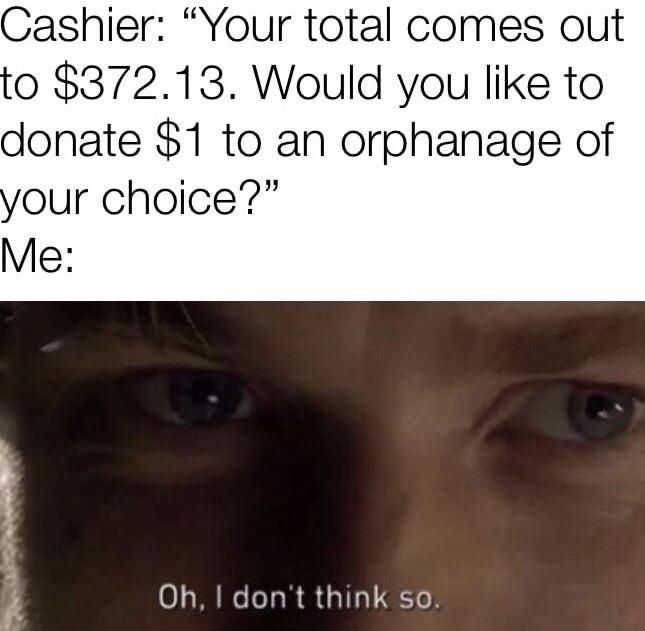 Cashier: “Your total comes out
to $372.13. Would you like to
donate $1 to an orphanage of
your choice?”
Me:
Oh, I don't think so.